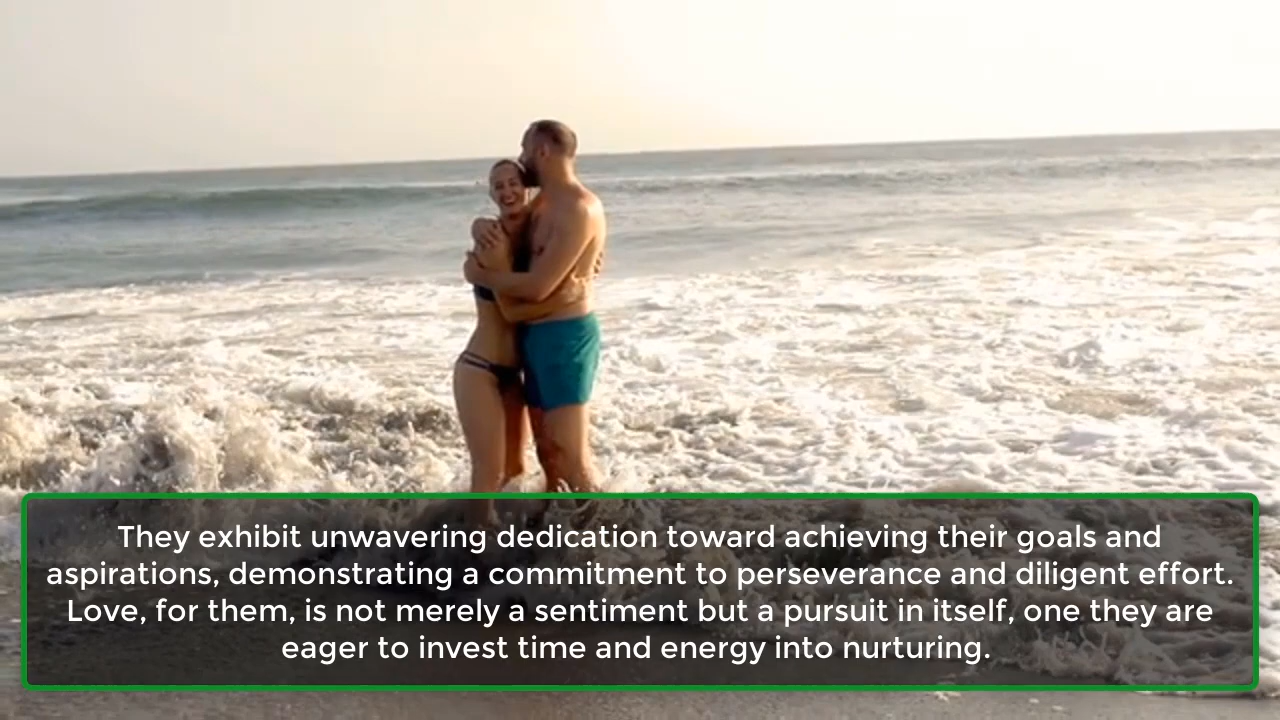 They exhibit unwavering dedication toward achieving their goals and
aspirations, demonstrating a commitment to perseverance and diligent effort.
Love, for them, is not merely a sentiment but a pursuit in itself, one they are
eager to invest time and energy into nurturing.